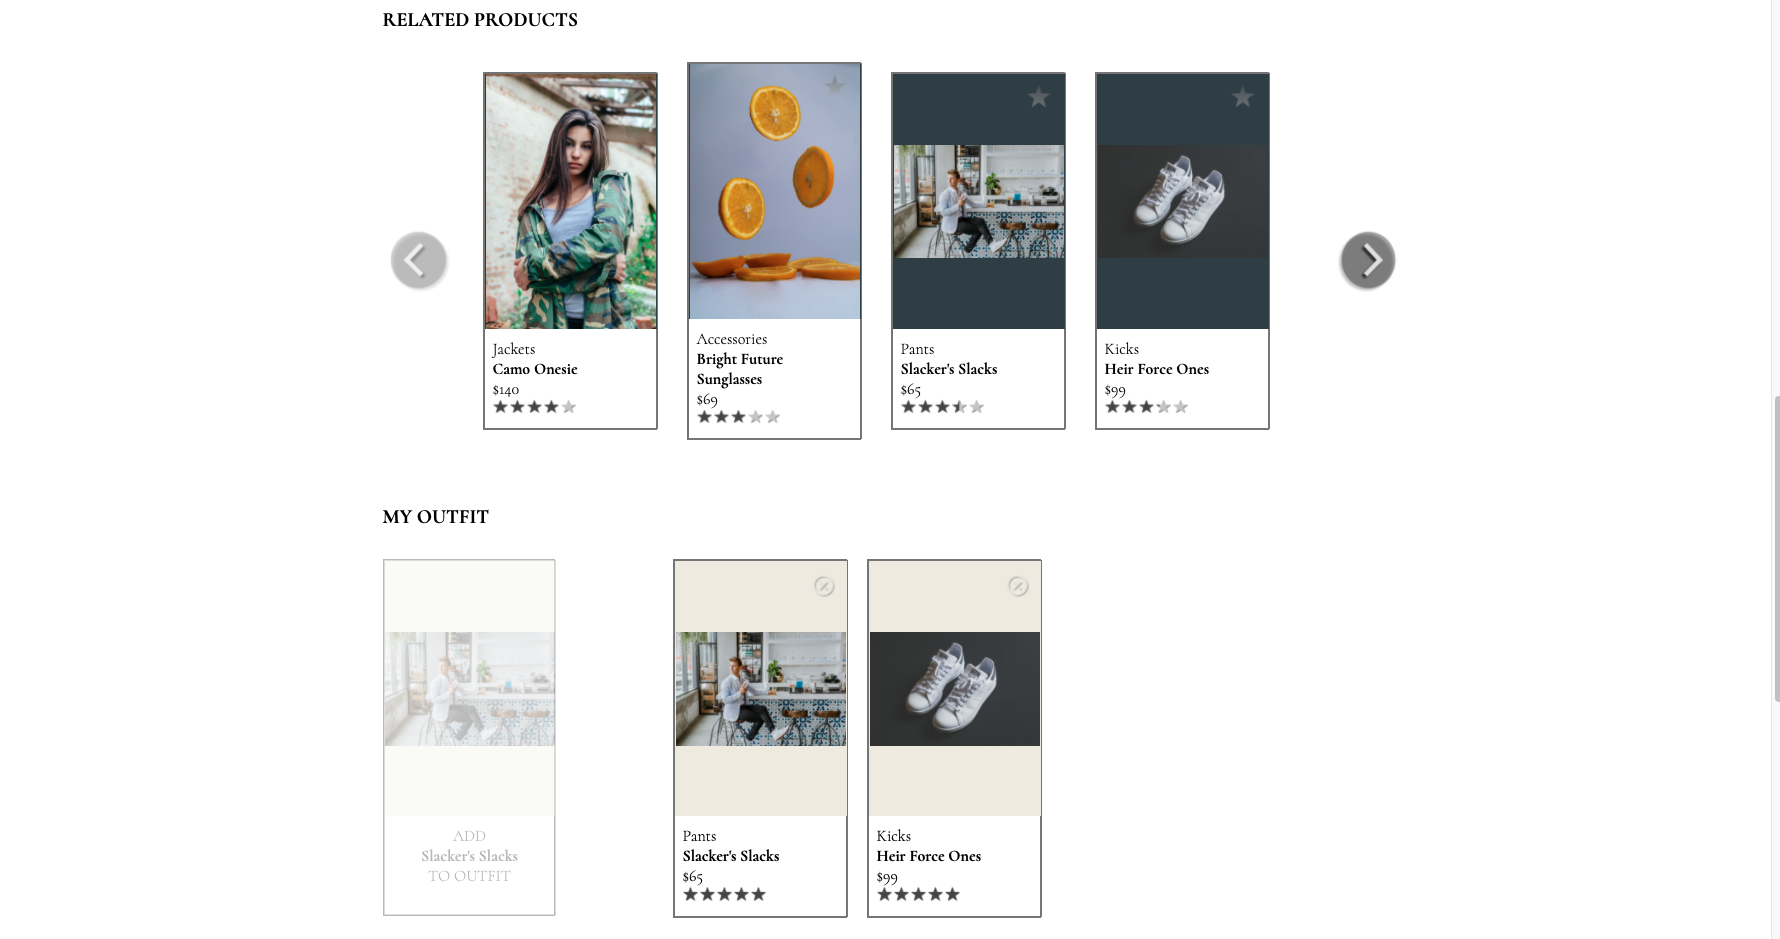 RELATED PRODUCTS
Jackets
Camo Onesie
$140
Accessories
Bright Future
Sunglasses
$69
Pants
Slacker's Slacks
$65
Kicks
Heir Force Ones
$99
MY OUTFIT
ADD
Slacker's Slacks
TO OUTFIT
Pants
Slacker's Slacks
$65
Kicks
Heir Force Ones
$99